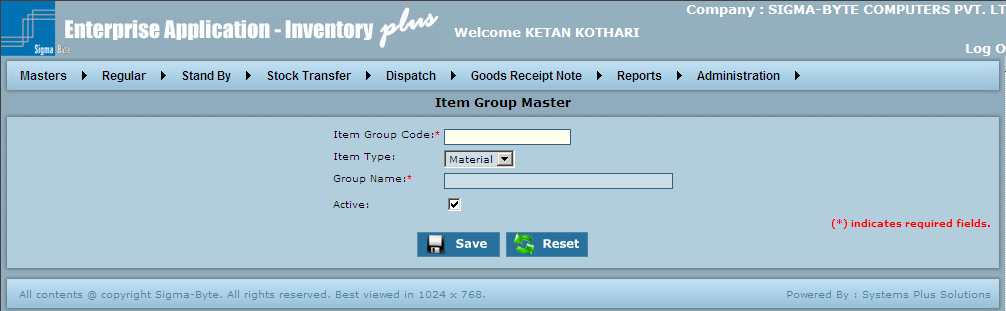 Company : SIGMA-BYTE COMPUTERS PVT. LT
Sigma Byte
Enterprise Application - Inventory plus
Welcome KETAN KOTHARI
Log O
Masters Regular Stand By Stock Transfer Dispatch Goods Receipt Note Reports Administration
Item Group Master
Item Group Code:*
Item Type: Material
Group Name:*
Active:
(*) indicates required fields.
Save Reset
All contents @ copyright Sigma-Byte. All rights reserved. Best viewed in 1024 x 768. Powered By : Systems Plus Solutions